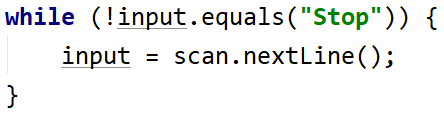 while (!input.equals("Stop")) {
    input = scan.nextLine();
}